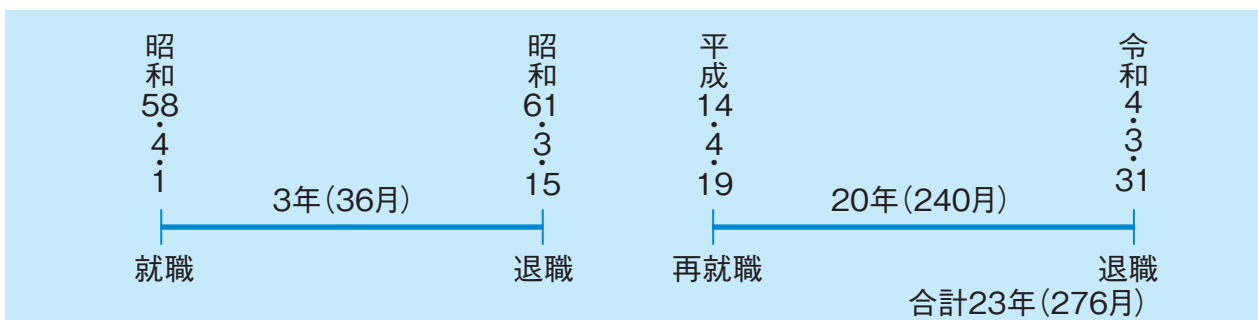 昭和58・4・1
昭和61・3・15
平成14・4・19
令和4・3・31
3年（36月）
20年（240月）
就職
退職
再就職
退職
合計23年（276月）